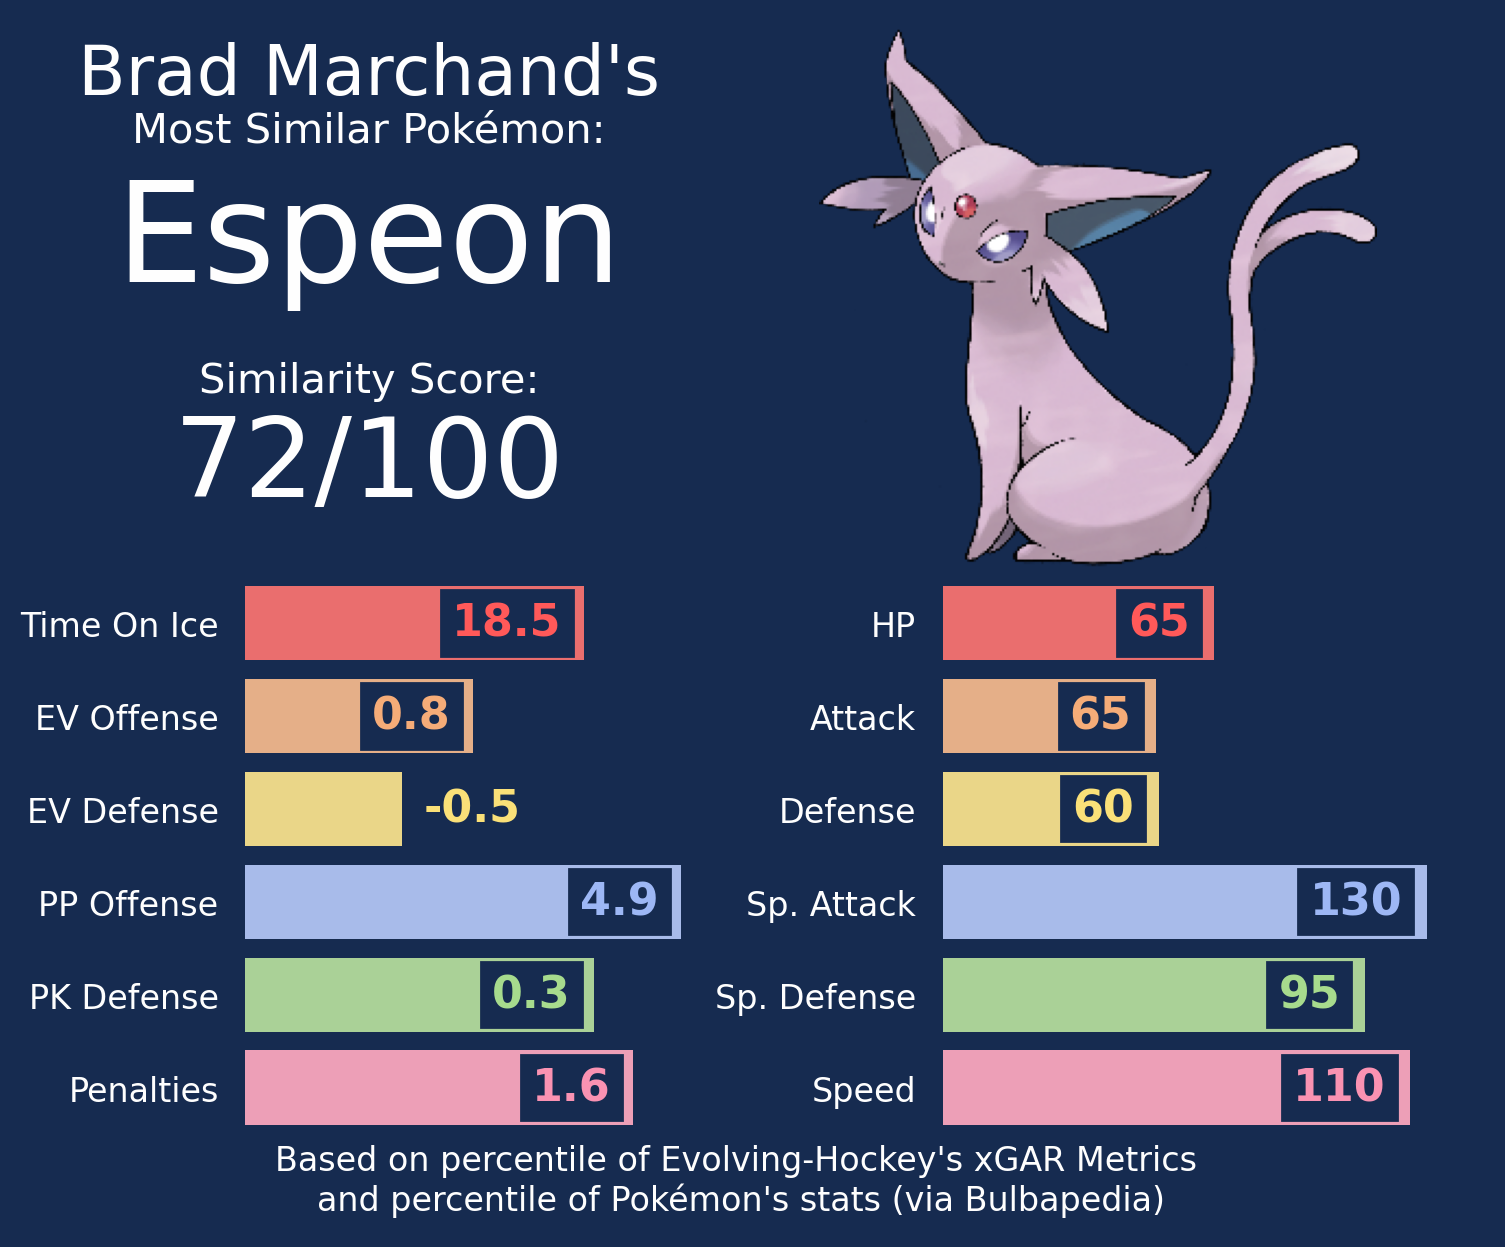 Brad Marchand's
Most Similar Pokémon:
Espeon
Similarity Score:
72/100
Time On Ice 18.5
EV Offense 0.8
EV Defense -0.5
PP Offense 4.9
PK Defense 0.3
Penalties 1.6
HP 65
Attack 65
Defense 60
Sp. Attack 130
Sp. Defense 95
Speed 110
Based on percentile of Evolving-Hockey's xGAR Metrics
and percentile of Pokémon's stats (via Bulbapedia)